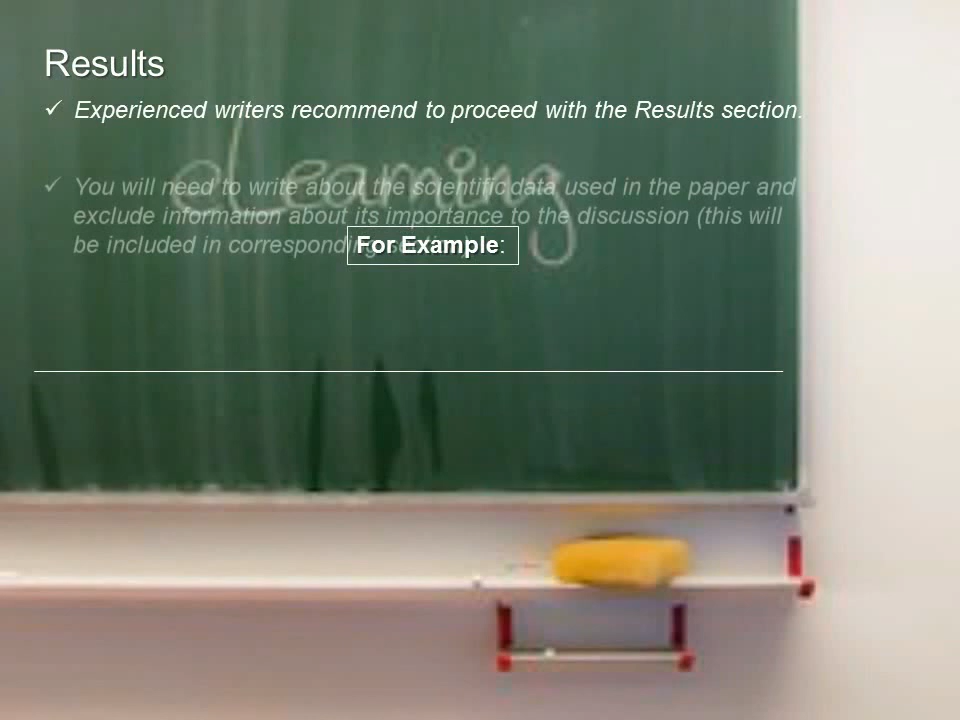 Results
✓ Experienced writers recommend to proceed with the Results section.
eLearning
✓ You will need to write about the scientific data used in the paper and
exclude information about its importance to the discussion (this will
be included in corresponding
For Example: